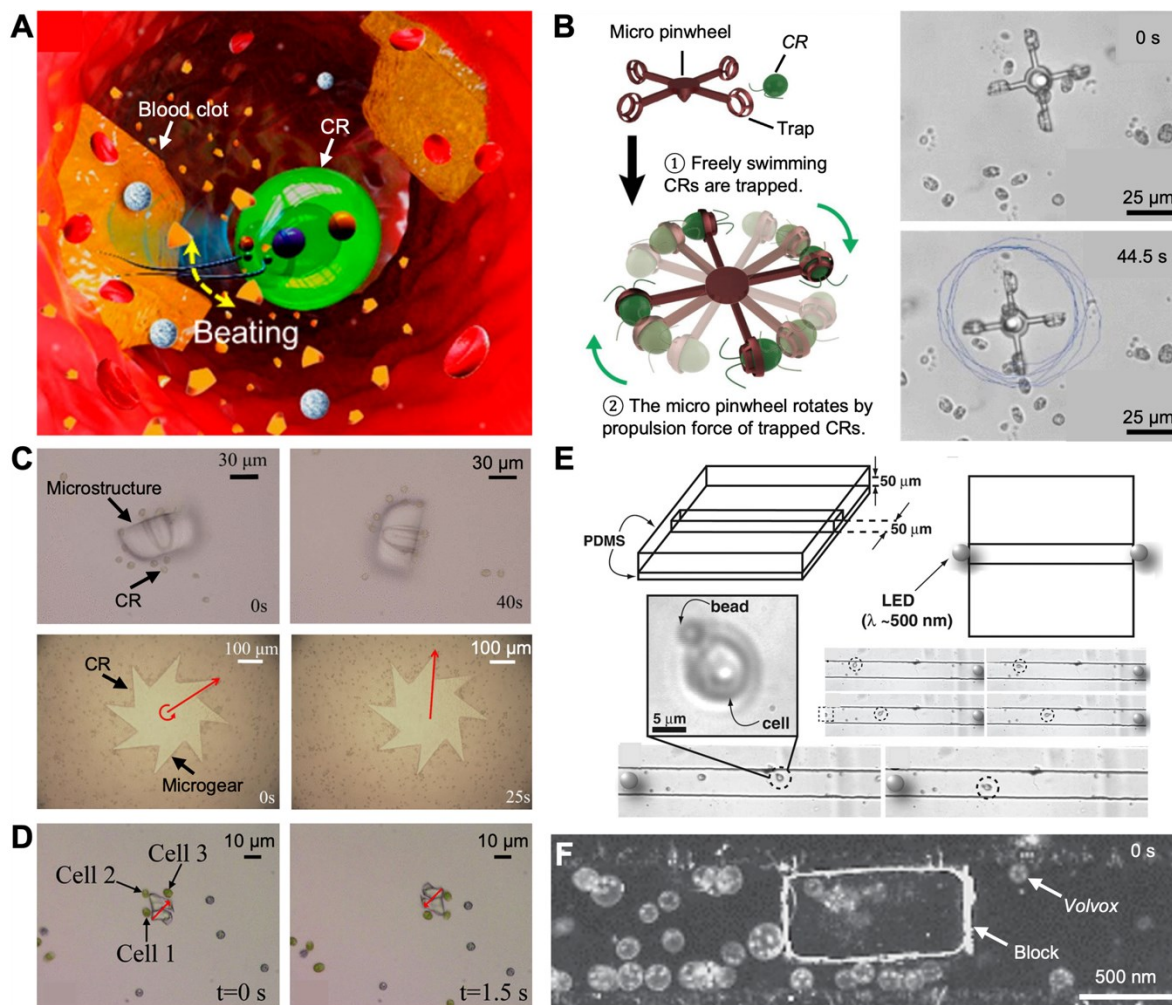 A
Blood clot
CR
Beating
B
Micro pinwheel
CR
Trap
① Freely swimming
CRs are trapped.
② The micro pinwheel rotates by
propulsion force of trapped CRs.
0 s
25 μm
44.5 s
25 μm
C
30 μm
Microstructure
CR
0s
30 μm
40s
100 μm
CR
Microgear
0s
100 μm
25s
D
10 μm
Cell 2
Cell 3
Cell 1
t=0 s
10 μm
t=1.5 s
E
50 μm
50 μm
PDMS
LED
(λ ~500 nm)
bead
5 μm
cell
F
0 s
Volvox
Block
500 nm